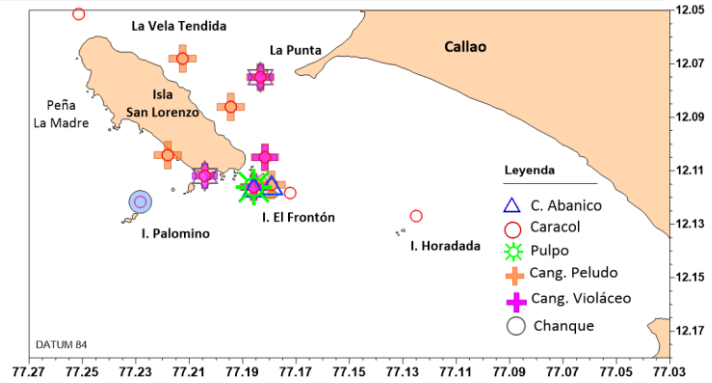 12.05
La Vela Tendida
La Punta
Callao
12.07
Isla
San Lorenzo
Peña
La Madre
12.09
12.11
Leyenda
C. Abanico
I. El Frontón
Caracol
12.13
I. Palomino
I. Horadada
Pulpo
12.15
Cang. Peludo
Cang. Violáceo
Chanque
12.17
DATUM 84
77.27 77.25 77.23 77.21 77.19 77.17 77.15 77.13 77.11 77.09 77.07 77.05 77.03